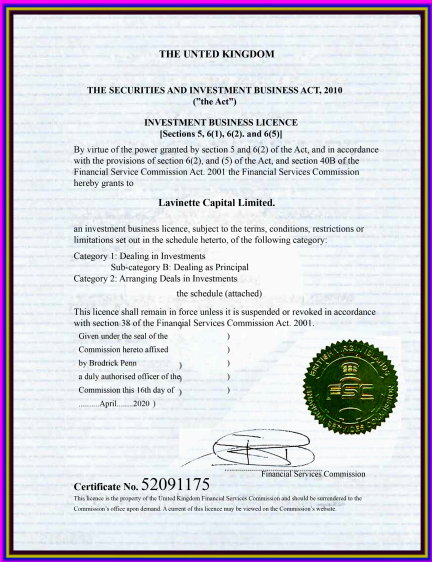 THE UNTED KINGDOM
THE SECURITIES AND INVESTMENT BUSINESS ACT, 2010
("the Act")
INVESTMENT BUSINESS LICENCE
[Sections 5, 6(1), 6(2). and 6(5)]
By virtue of the power granted by section 5 and 6(2) of the Act, and in accordance
with the provisions of section 6(2), and (5) of the Act, and section 40B of the
Financial Service Commission Act. 2001 the Financial Services Commission
hereby grants to
Lavinette Capital Limited.
an investment business licence, subject to the terms, conditions, restrictions or
limitations set out in the schedule heterto, of the following category:
Category 1: Dealing in Investments
Sub-category B: Dealing as Principal
Category 2: Arranging Deals in Investments
the schedule (attached)
This licence shall remain in force unless it is suspended or revoked in accordance
with section 38 of the Finanqial Services Commission Act. 2001.
Given under the seal of the )
Commission hereto affixed )
by Brodrick Penn ) )
a duly authorised officer of the) )
Commission this 16th day of ) )
..........April........2020 )
FSC
Financial Services Commission
Certificate No. 52091175
This licence is the property of the United Kingdom Financial Services Commission and should be surrendered to the
Commission's office upon demand. A current of this licence may be viewed on the Commission's website.